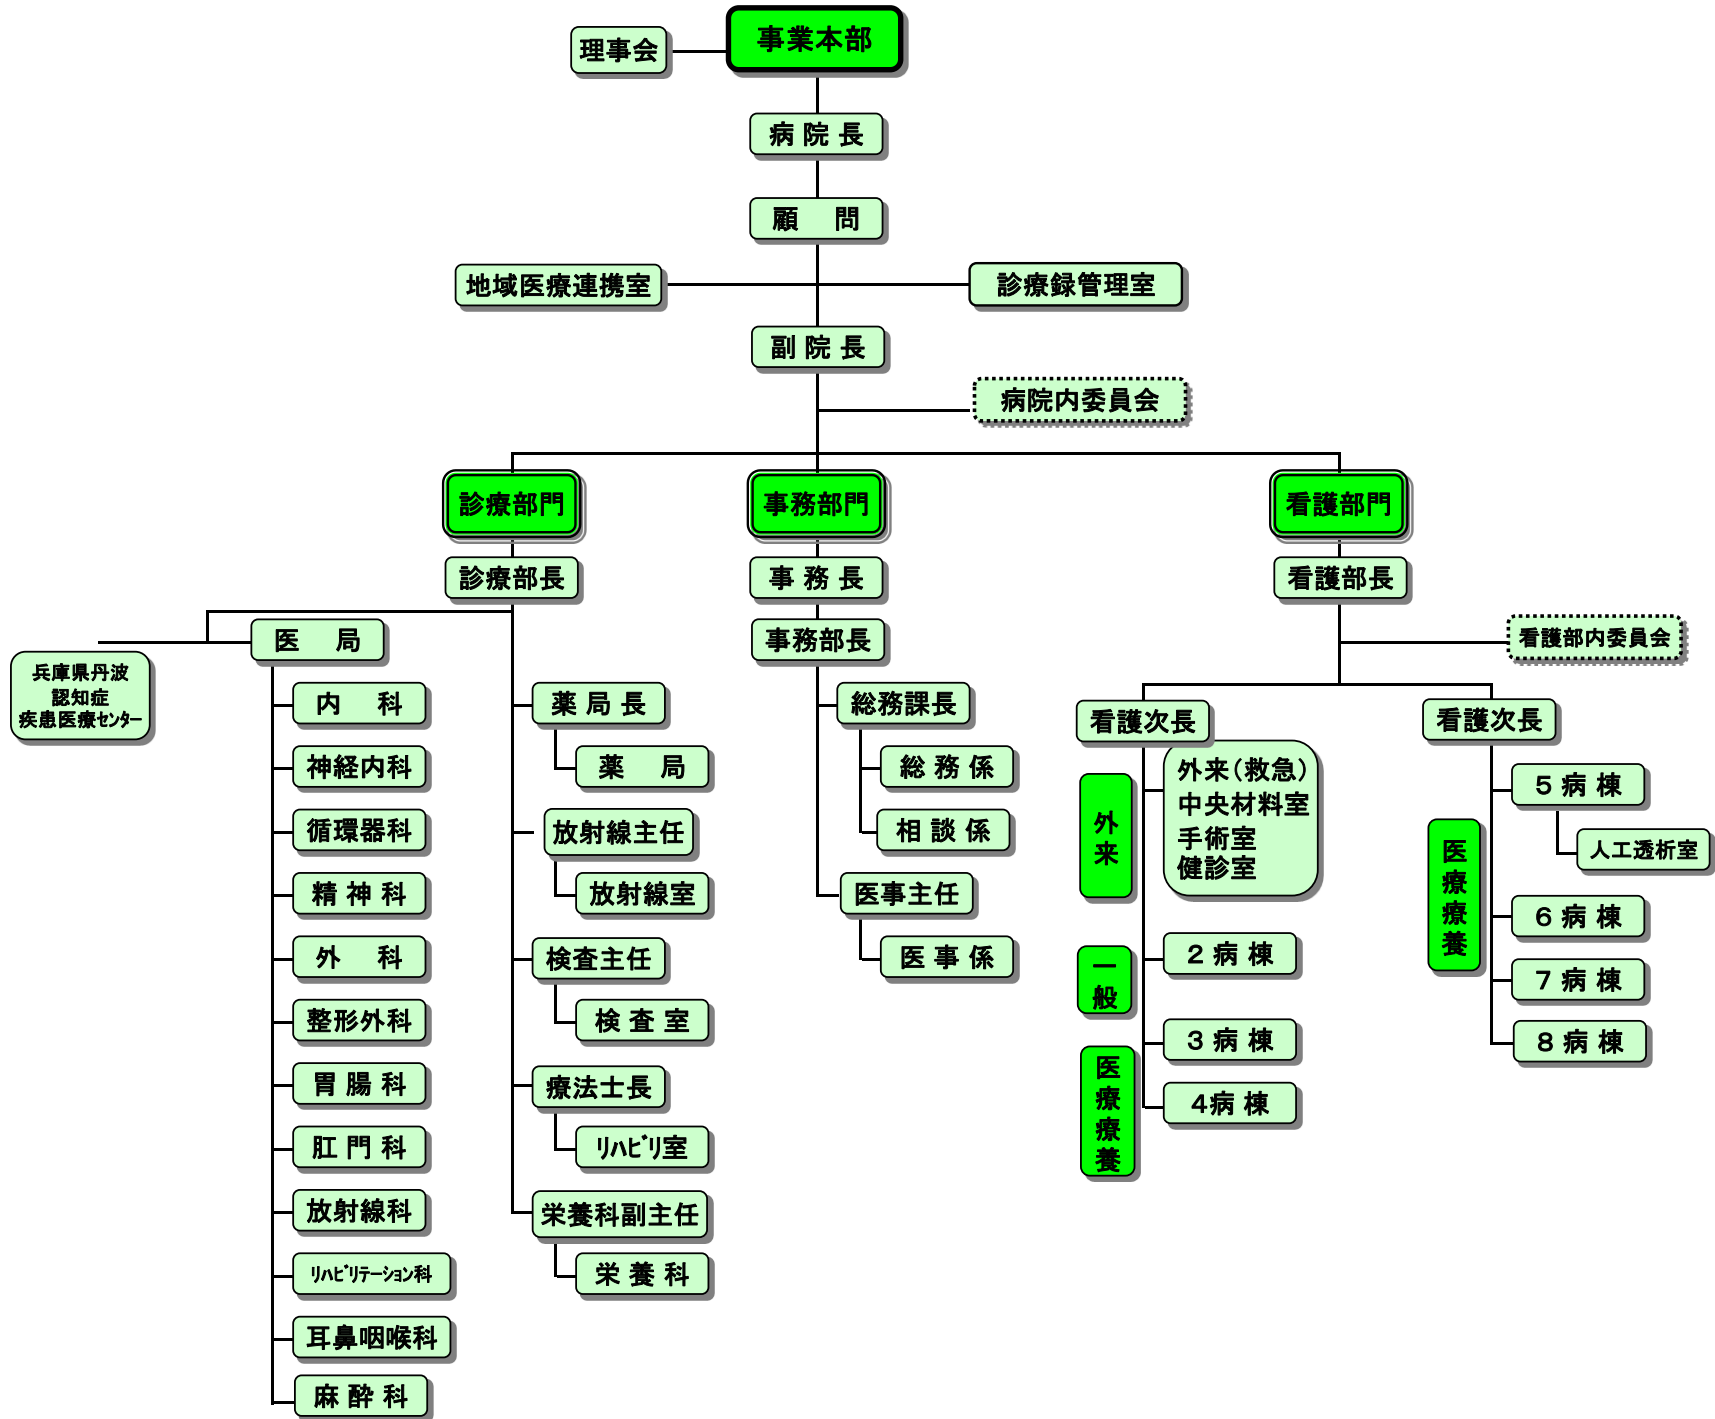 理事会
事業本部
病 院 長
顧　問
地域医療連携室
診療録管理室
副 院 長
病院内委員会
診療部門
事務部門
看護部門
診療部長
事 務 長
看護部長
医　局
事務部長
看護部内委員会
兵庫県丹波
認知症
疾患医療ｾﾝﾀｰ
内　科
神経内科
循環器科
精 神 科
外　科
整形外科
胃 腸 科
肛 門 科
放射線科
ﾘﾊﾋﾞﾘﾃｰｼｮﾝ科
耳鼻咽喉科
麻 酔 科
薬 局 長
薬　局
放射線主任
放射線室
検査主任
検 査 室
療法士長
ﾘﾊﾋﾞﾘ室
栄養科副主任
栄 養 科
総務課長
総 務 係
相 談 係
医事主任
医 事 係
看護次長
外来
外来（救急）
中央材料室
手術室
健診室
一般
２ 病 棟
医療療養
３ 病 棟
４病 棟
看護次長
医療療養
５ 病 棟
人工透析室
６ 病 棟
７ 病 棟
８ 病 棟